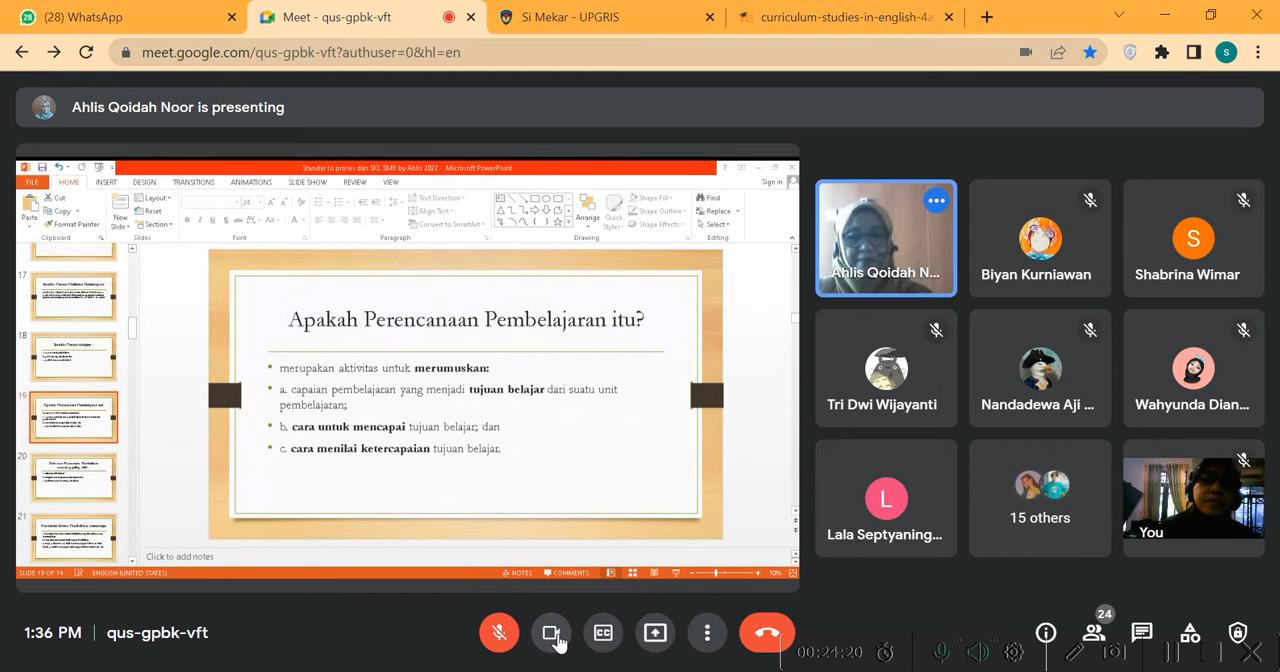 28
(28) WhatsApp
Meet - qus-gpbk-vft
Si Mekar - UPGRIS
curriculum-studies-in-english-4a
meet.google.com/qus-gpbk-vft?authuser=0&hl=en
S
Ahlis Qoidah Noor is presenting
Standar Isi proses dan SKL SMK by Ahlis 2022 - Microsoft PowerPoint
FILE HOME INSERT DESIGN TRANSITIONS ANIMATIONS SLIDE SHOW REVIEW VIEW Sign in
Paste
Cut
Copy
Format Painter
Clipboard
New Slide
Layout
Reset
Section
Slides
24
Font
Text Direction
Align Text
Convert to SmartArt
Paragraph
Arrange
Quick Styles
Shape Fill
Shape Outline
Shape Effects
Drawing
Find
Replace
Select
Editing
17
18
19
20
21
Apakah Perencanaan Pembelajaran itu?
• merupakan aktivitas untuk merumuskan:
• a. capaian pembelajaran yang menjadi tujuan belajar dari suatu unit
pembelajaran;
• b. cara untuk mencapai tujuan belajar; dan
• c. cara menilai ketercapaian tujuan belajar.
Click to add notes
SLIDE 19 OF 74 ENGLISH (UNITED STATES) NOTES COMMENTS 70%
Ahlis Qoidah N...
Biyan Kurniawan
S
Shabrina Wimar
Tri Dwi Wijayanti
Nandadewa Aji ...
Wahyunda Dian...
L
Lala Septyaning...
15 others
You
1:36 PM | qus-gpbk-vft
CC
24
00:24:20